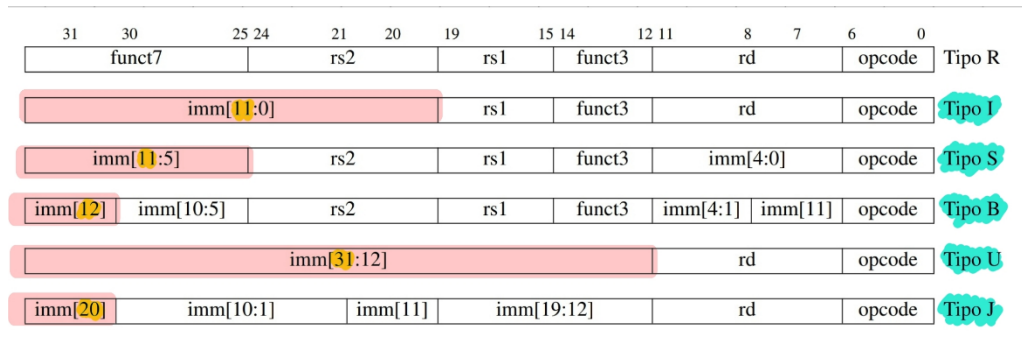 31 30 25 24 21 20 19 15 14 12 11 8 7 6 0
funct7 rs2 rs1 funct3 rd opcode Tipo R
imm[11:0] rs1 funct3 rd opcode Tipo I
imm[11:5] rs2 rs1 funct3 imm[4:0] opcode Tipo S
imm[12] imm[10:5] rs2 rs1 funct3 imm[4:1] imm[11] opcode Tipo B
imm[31:12] rd opcode Tipo U
imm[20] imm[10:1] imm[11] imm[19:12] rd opcode Tipo J